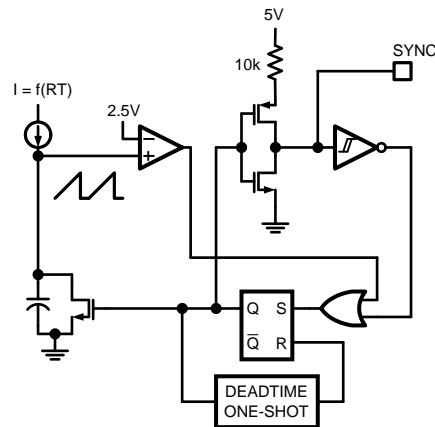 5V
SYNC
10k
I = f(RT)
2.5V
−
+
Q S
Q̅ R
DEADTIME
ONE-SHOT